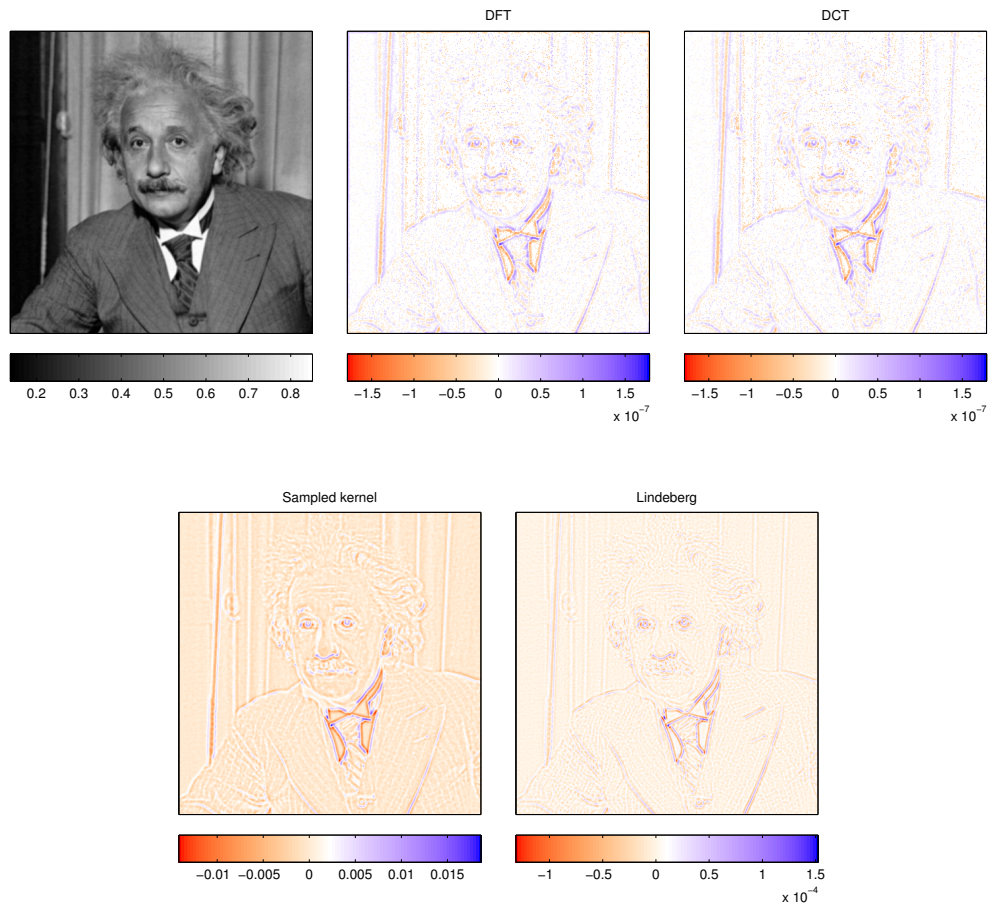 DFT
DCT
0.2 0.3 0.4 0.5 0.6 0.7 0.8
−1.5 −1 −0.5 0 0.5 1 1.5
x 10⁻⁷
−1.5 −1 −0.5 0 0.5 1 1.5
x 10⁻⁷
Sampled kernel
Lindeberg
−0.01 −0.005 0 0.005 0.01 0.015
−1 −0.5 0 0.5 1 1.5
x 10⁻⁴